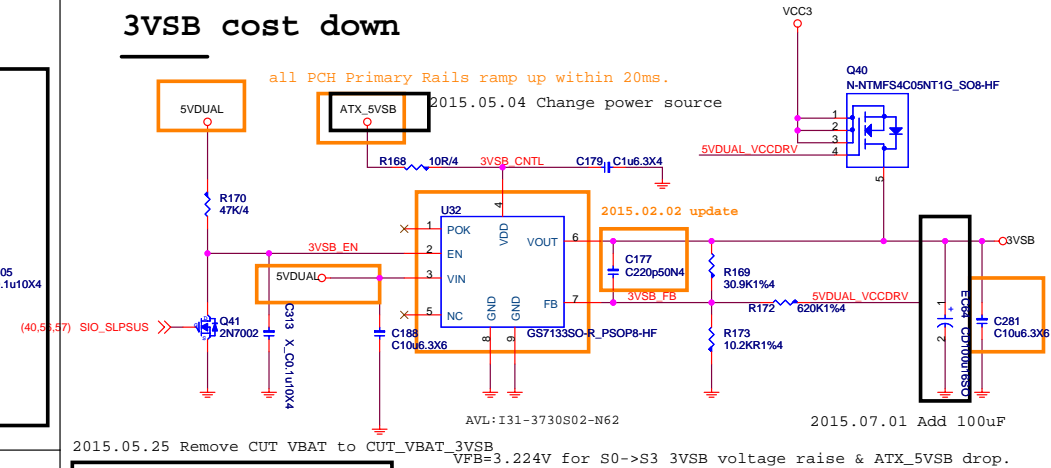 3VSB cost down
VCC3
all PCH Primary Rails ramp up within 20ms.
Q40
N-NTMFS4C05NT1G_SO8-HF
5VDUAL
ATX_5VSB
2015.05.04 Change power source
1
2
3
4
5VDUAL_VCCDRV
5
R168
10R/4
3VSB_CNTL
C179
C1u6.3X4
R170
47K/4
U32
4
2015.02.02 update
1
POK
VDD
VOUT
6
3VSB
3VSB_EN
2
EN
C177
C220p50N4
R169
30.9K1%4
05
.1u10X4
5VDUAL
3
VIN
FB
7
3VSB_FB
R172
620K1%4
5VDUAL_VCCDRV
5
NC
GND
GND
8
9
GS7133SO-R_PSOP8-HF
(40,56,57)
SIO_SLPSUS
Q41
2N7002
C313
X_C0.1u10X4
C188
C10u6.3X6
R173
10.2KR1%4
1
+
2
CD100u16SO
C281
C10u6.3X6
AVL:I31-3730S02-N62
2015.07.01 Add 100uF
2015.05.25 Remove CUT VBAT to CUT_VBAT_3VSB
VFB=3.224V for S0->S3 3VSB voltage raise & ATX_5VSB drop.